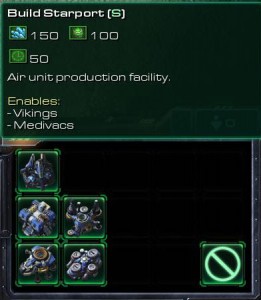 Build Starport (S)
150 100
50
Air unit production facility.
Enables:
- Vikings
- Medivacs